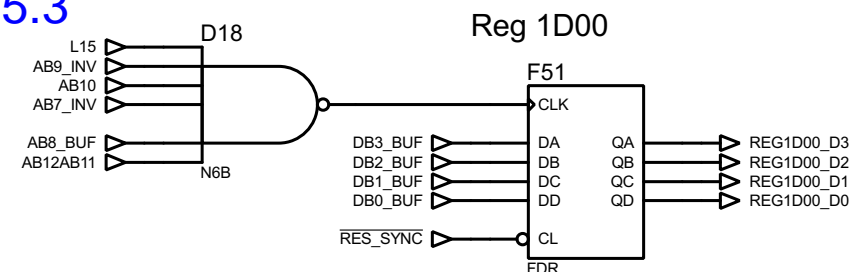 5.3
D18
Reg 1D00
L15
AB9_INV
AB10
AB7_INV
AB8_BUF
AB12AB11
N6B
F51
CLK
DB3_BUF DA QA REG1D00_D3
DB2_BUF DB QB REG1D00_D2
DB1_BUF DC QC REG1D00_D1
DB0_BUF DD QD REG1D00_D0
RES_SYNC CL
FDR